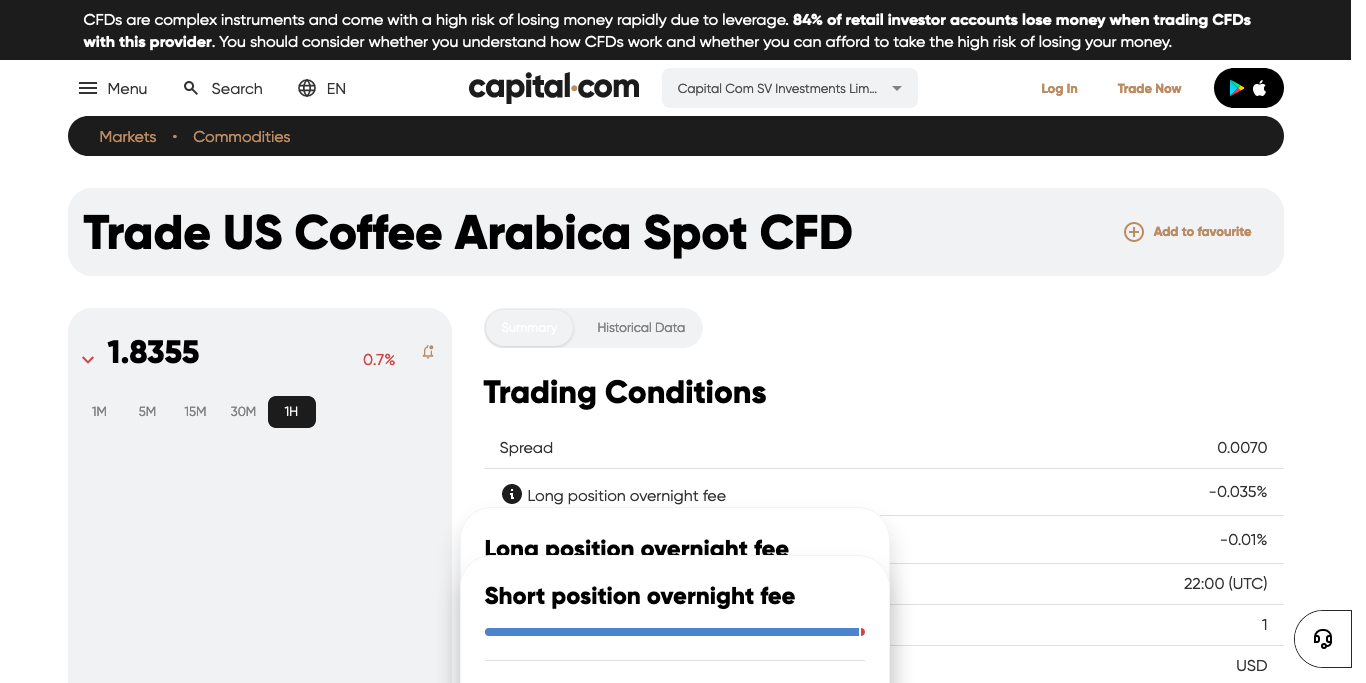 CFDs are complex instruments and come with a high risk of losing money rapidly due to leverage. 84% of retail investor accounts lose money when trading CFDs
with this provider. You should consider whether you understand how CFDs work and whether you can afford to take the high risk of losing your money.
Menu Search EN capital.com Capital Com SV Investments Lim... Log In Trade Now
Markets • Commodities
Trade US Coffee Arabica Spot CFD Add to favourite
1.8355 0.7%
1M 5M 15M 30M 1H
Summary Historical Data
Trading Conditions
Spread 0.0070
Long position overnight fee -0.035%
Long position overnight fee
-0.01%
Short position overnight fee
22:00 (UTC)
1
USD